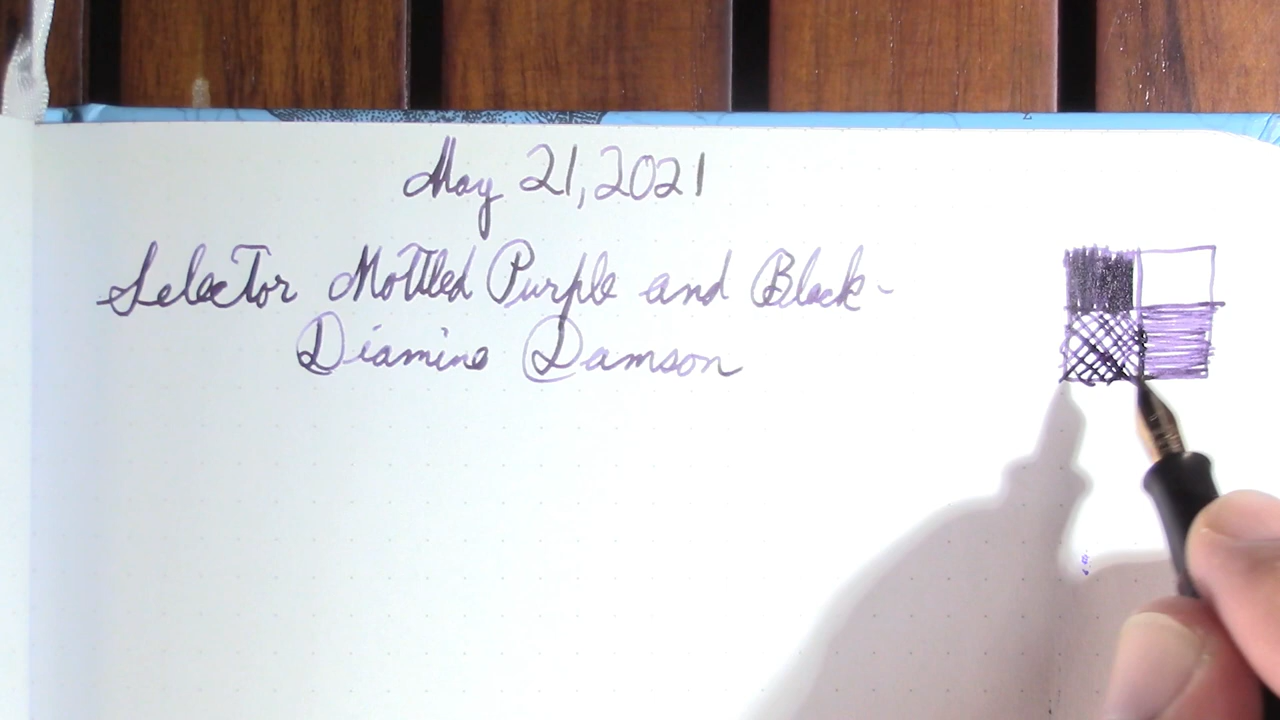 May 21, 2021
Selector Mottled Purple and Black -
Diamine Damson